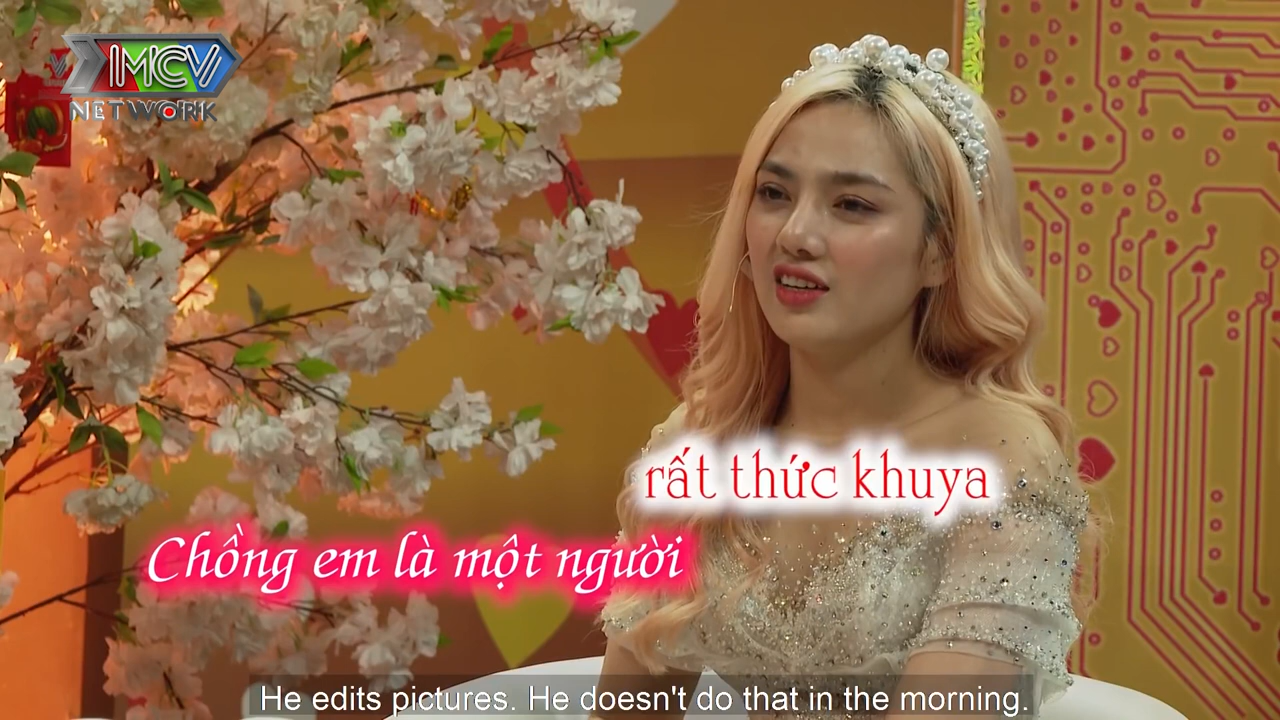 MCV
NETWORK
rất thức khuya
Chồng em là một người
He edits pictures. He doesn't do that in the morning.